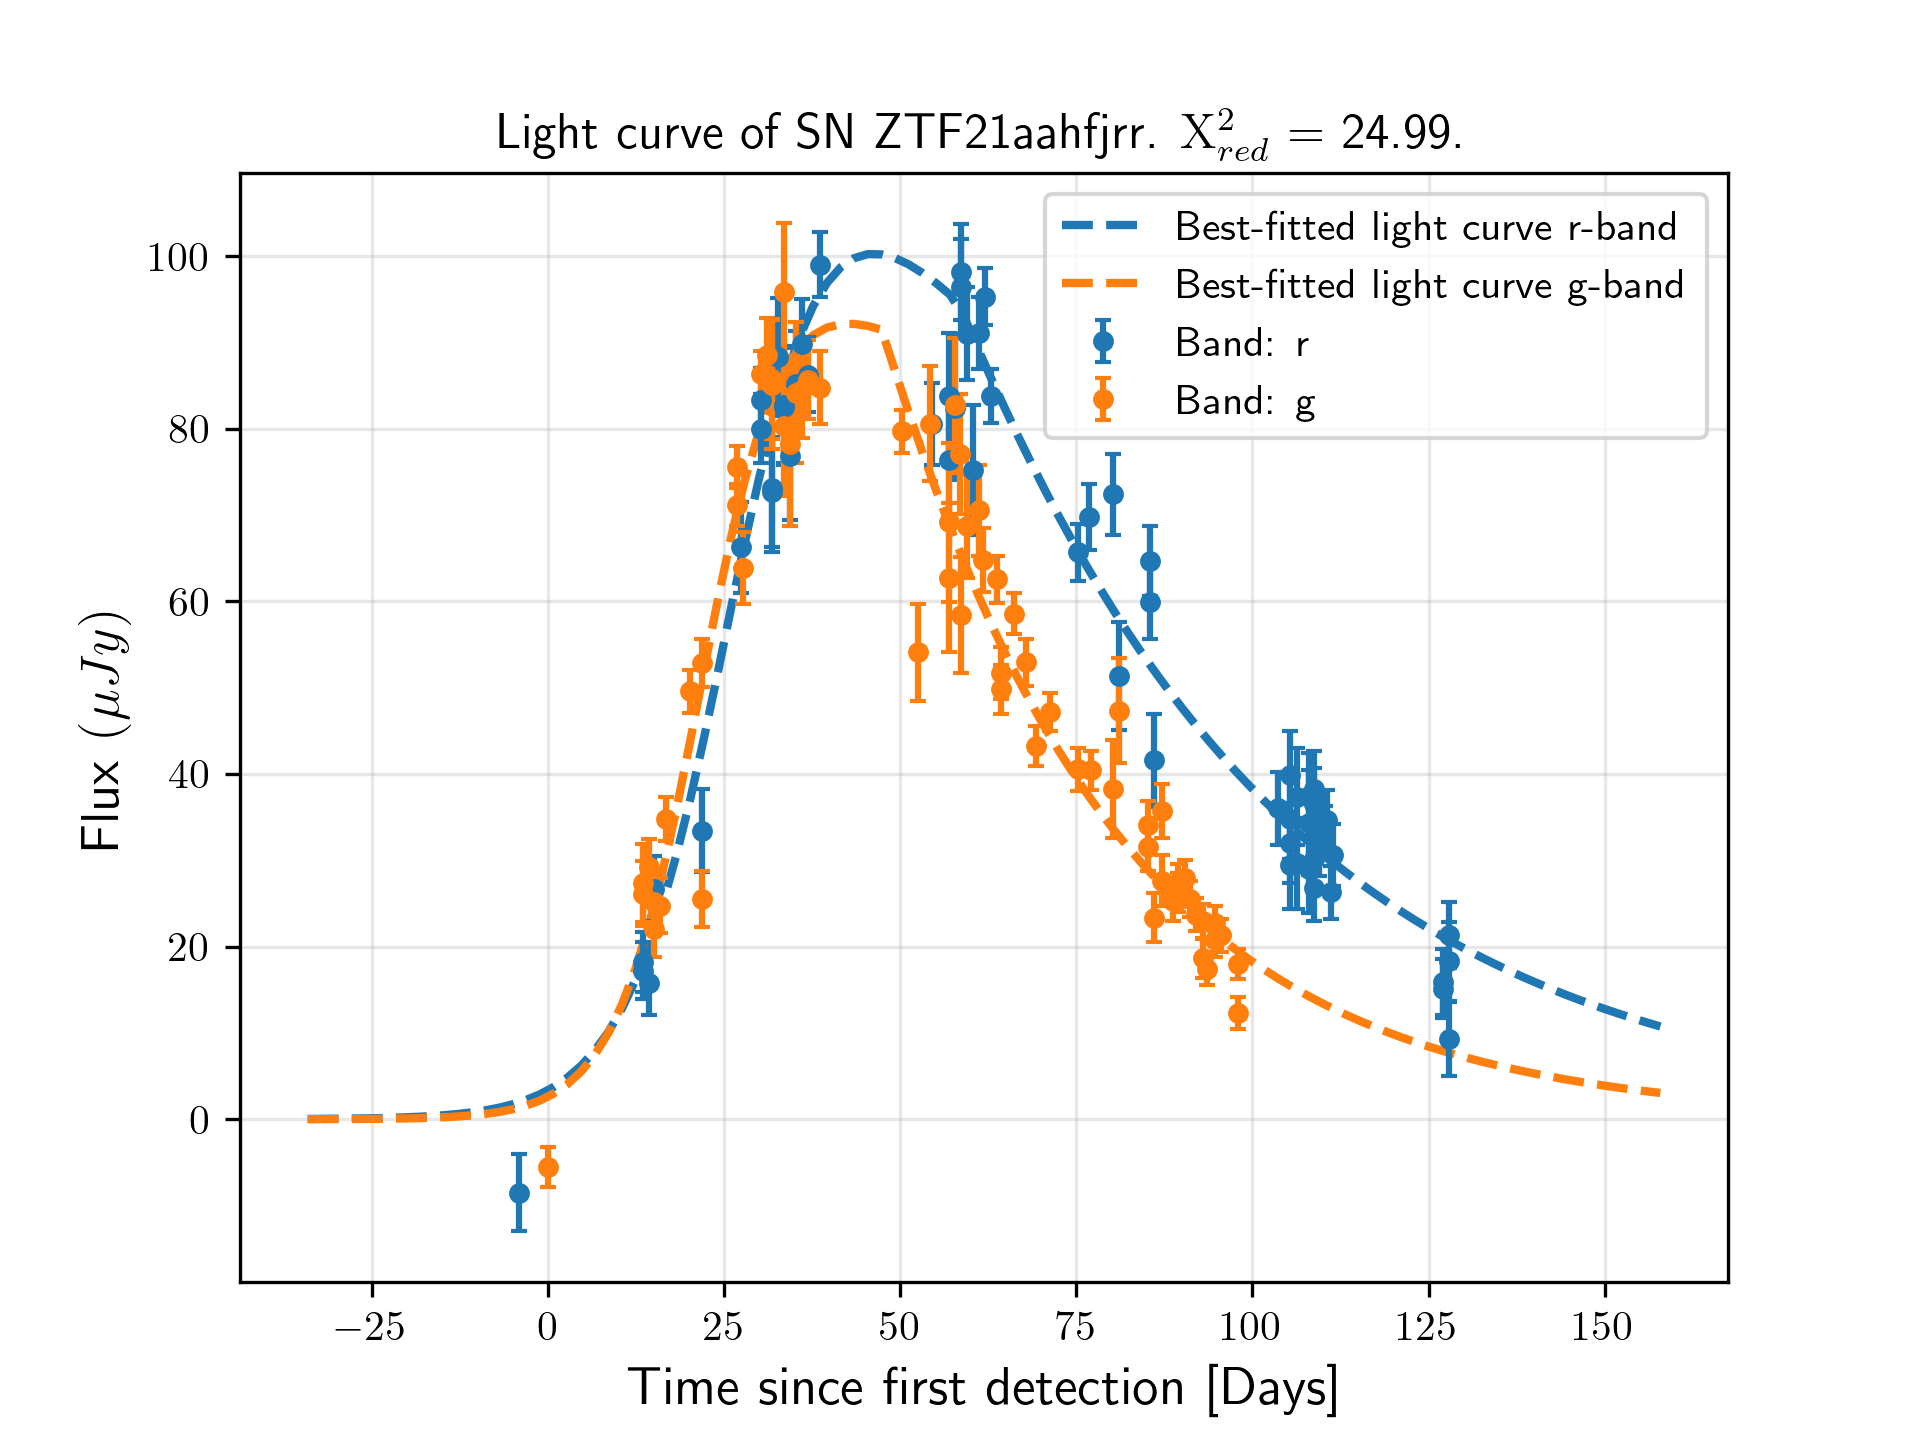 Light curve of SN ZTF21aahfjrr. X²_red = 24.99.
Best-fitted light curve r-band
Best-fitted light curve g-band
Band: r
Band: g
100
80
60
40
20
0
Flux (μJy)
−25 0 25 50 75 100 125 150
Time since first detection [Days]